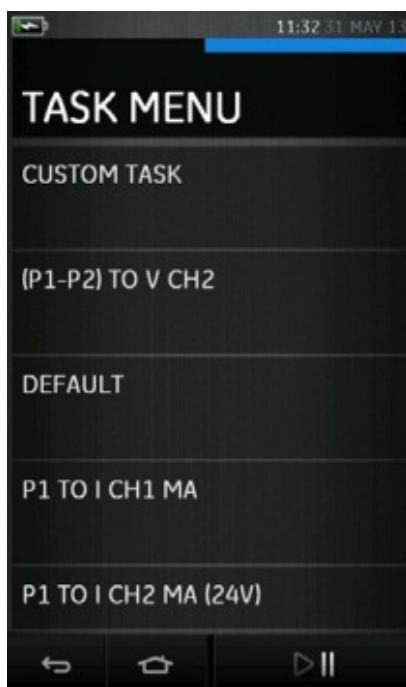 11:32 31 MAY 13
TASK MENU
CUSTOM TASK
(P1-P2) TO V CH2
DEFAULT
P1 TO I CH1 MA
P1 TO I CH2 MA (24V)